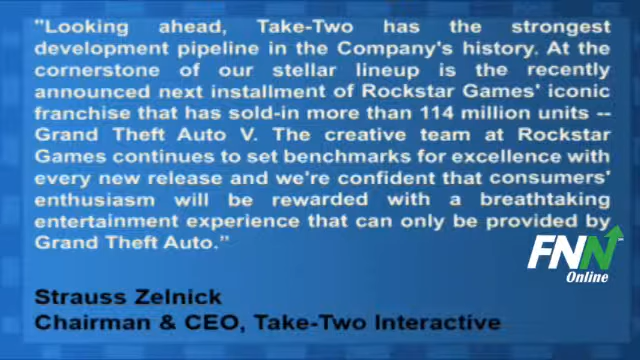 "Looking ahead, Take-Two has the strongest
development pipeline in the Company's history. At the
cornerstone of our stellar lineup is the recently
announced next installment of Rockstar Games' iconic
franchise that has sold-in more than 114 million units --
Grand Theft Auto V. The creative team at Rockstar
Games continues to set benchmarks for excellence with
every new release and we're confident that consumers'
enthusiasm will be rewarded with a breathtaking
entertainment experience that can only be provided by
Grand Theft Auto."
FNN
Online
Strauss Zelnick
Chairman & CEO, Take-Two Interactive